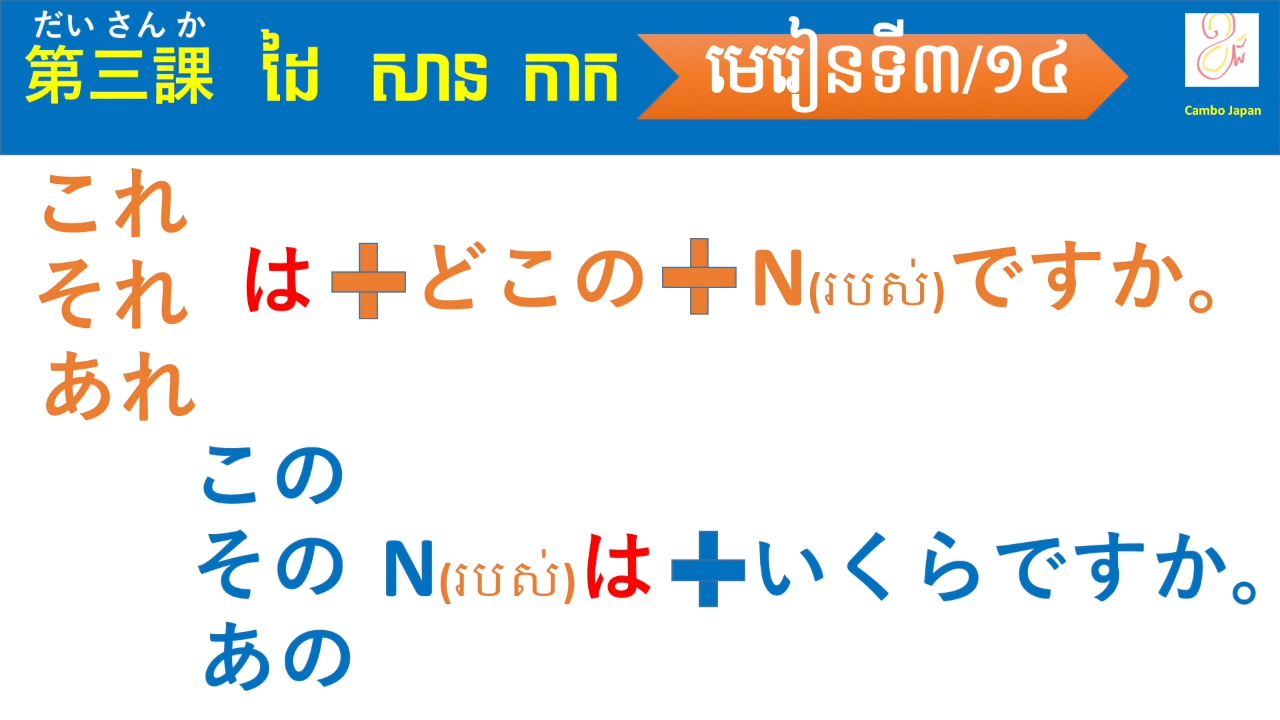 だい さん か
第三課 ដៃ សាន កាក មេរៀនទី៣/១៤
Cambo Japan
これ
それ
あれ
は + どこの + N(របស់)ですか。
この
その
あの
N(របស់)は + いくらですか。